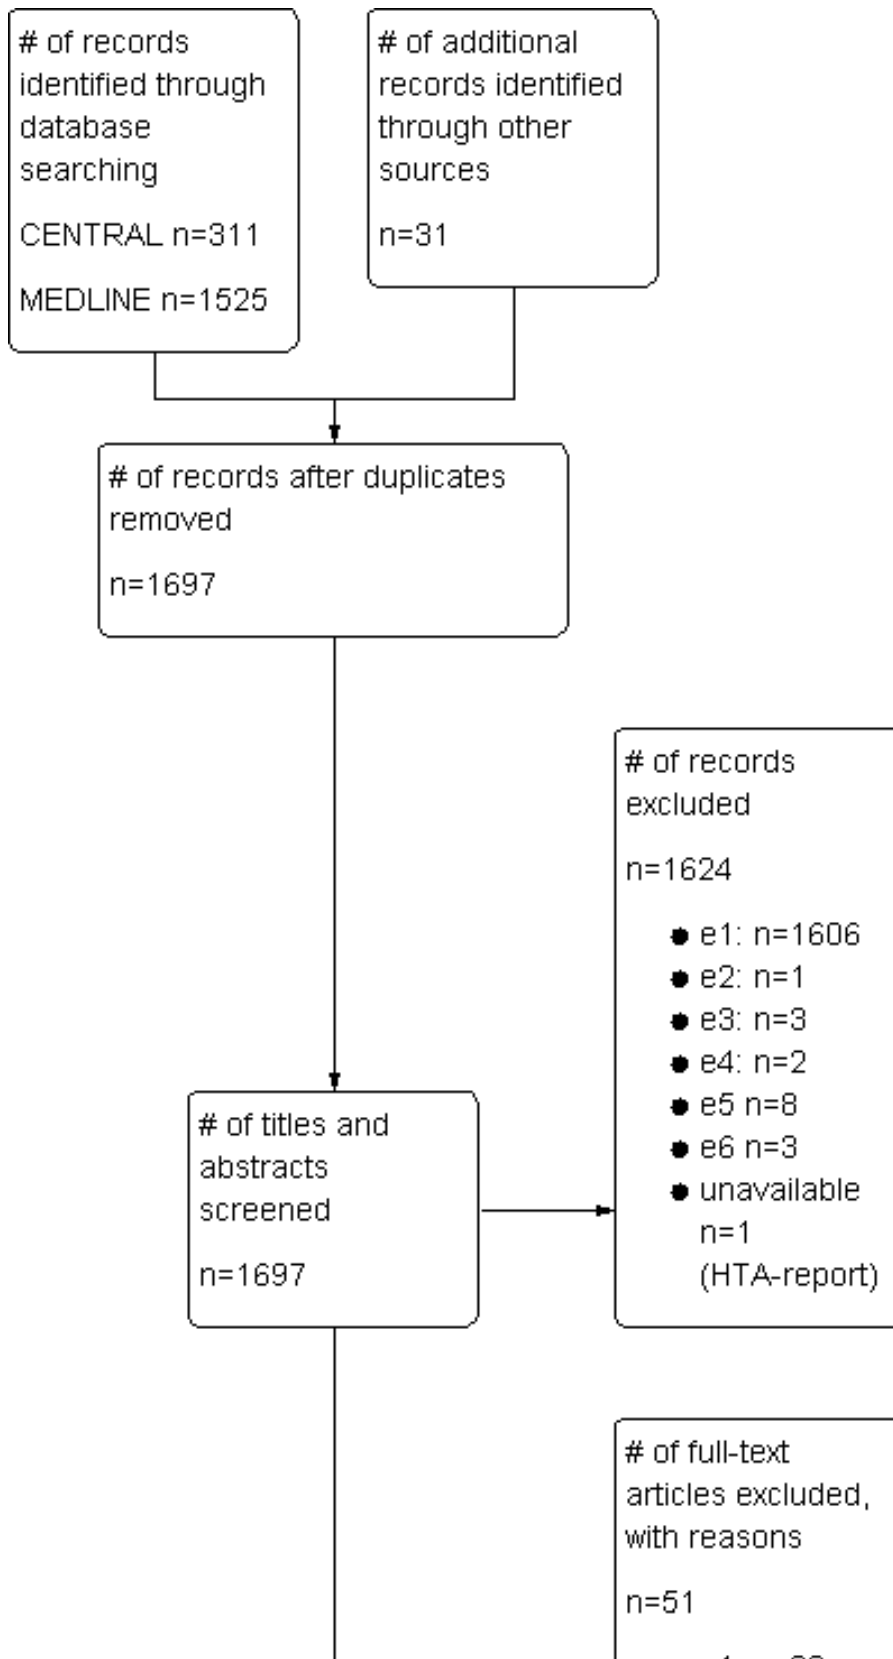 # of records
identified through
database
searching
CENTRAL n=311
MEDLINE n=1525
# of additional
records identified
through other
sources
n=31
# of records after duplicates
removed
n=1697
# of records
excluded
n=1624
● e1: n=1606
● e2: n=1
● e3: n=3
● e4: n=2
● e5 n=8
● e6 n=3
● unavailable
n=1
(HTA-report)
# of titles and
abstracts
screened
n=1697
# of full-text
articles excluded,
with reasons
n=51